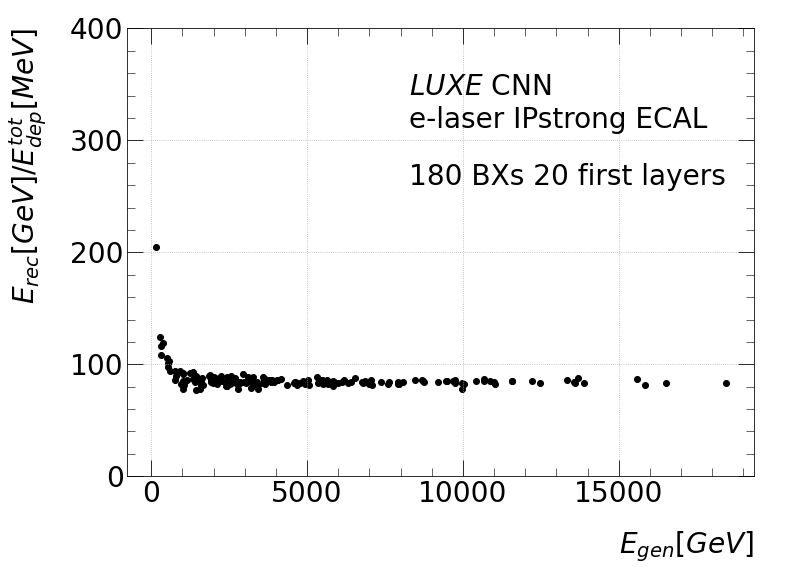 400
300
200
100
0
E_rec[GeV]/E_dep^tot[MeV]
LUXE CNN
e-laser IPstrong ECAL
180 BXs 20 first layers
0 5000 10000 15000
E_gen[GeV]